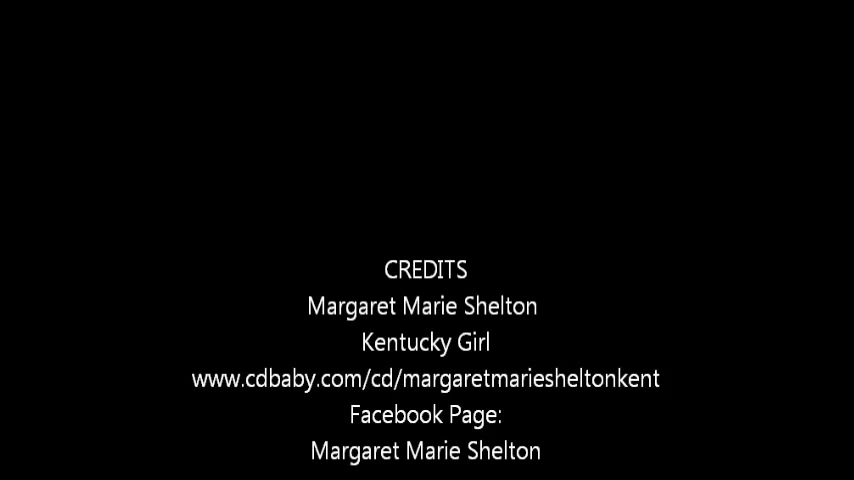 CREDITS
Margaret Marie Shelton
Kentucky Girl
www.cdbaby.com/cd/margaretmariesheltonkent
Facebook Page:
Margaret Marie Shelton